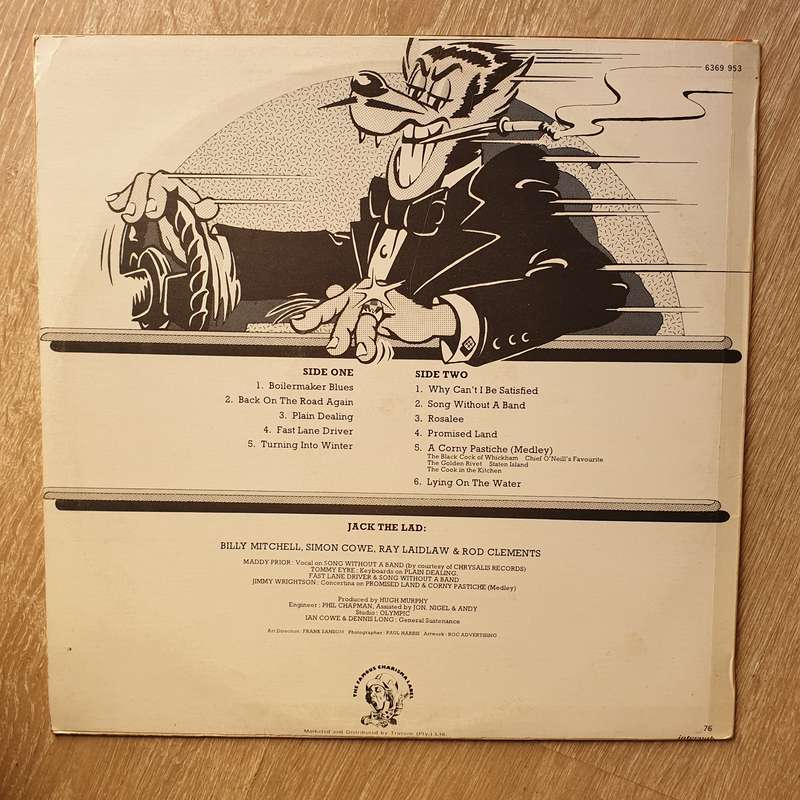 6369 953
SIDE ONE
1. Boilermaker Blues
2. Back On The Road Again
3. Plain Dealing
4. Fast Lane Driver
5. Turning Into Winter
SIDE TWO
1. Why Can't I Be Satisfied
2. Song Without A Band
3. Rosalee
4. Promised Land
5. A Corny Pastiche (Medley)
The Black Cock of Whickham Chief O'Neill's Favourite
The Golden Rivet Staten Island
The Cook in the Kitchen
6. Lying On The Water
JACK THE LAD:
BILLY MITCHELL, SIMON COWE, RAY LAIDLAW & ROD CLEMENTS
MADDY PRIOR: Vocal on SONG WITHOUT A BAND (by courtesy of CHRYSALIS RECORDS)
TOMMY EYRE: Keyboards on PLAIN DEALING.
FAST LANE DRIVER & SONG WITHOUT A BAND
JIMMY WRIGHTSON: Concertina on PROMISED LAND & CORNY PASTICHE (Medley)
Produced by HUGH MURPHY
Engineer: PHIL CHAPMAN, Assisted by JON, NIGEL & ANDY
Studio: OLYMPIC
IAN COWE & DENNIS LONG: General Sustenance
Art Direction: FRANK SANSOM Photographer: PAUL HARRIS Artwork: ROC ADVERTISING
THE FAMOUS CHARISMA LABEL
Marketed and Distributed by Trutone (Pty.) Ltd.
76